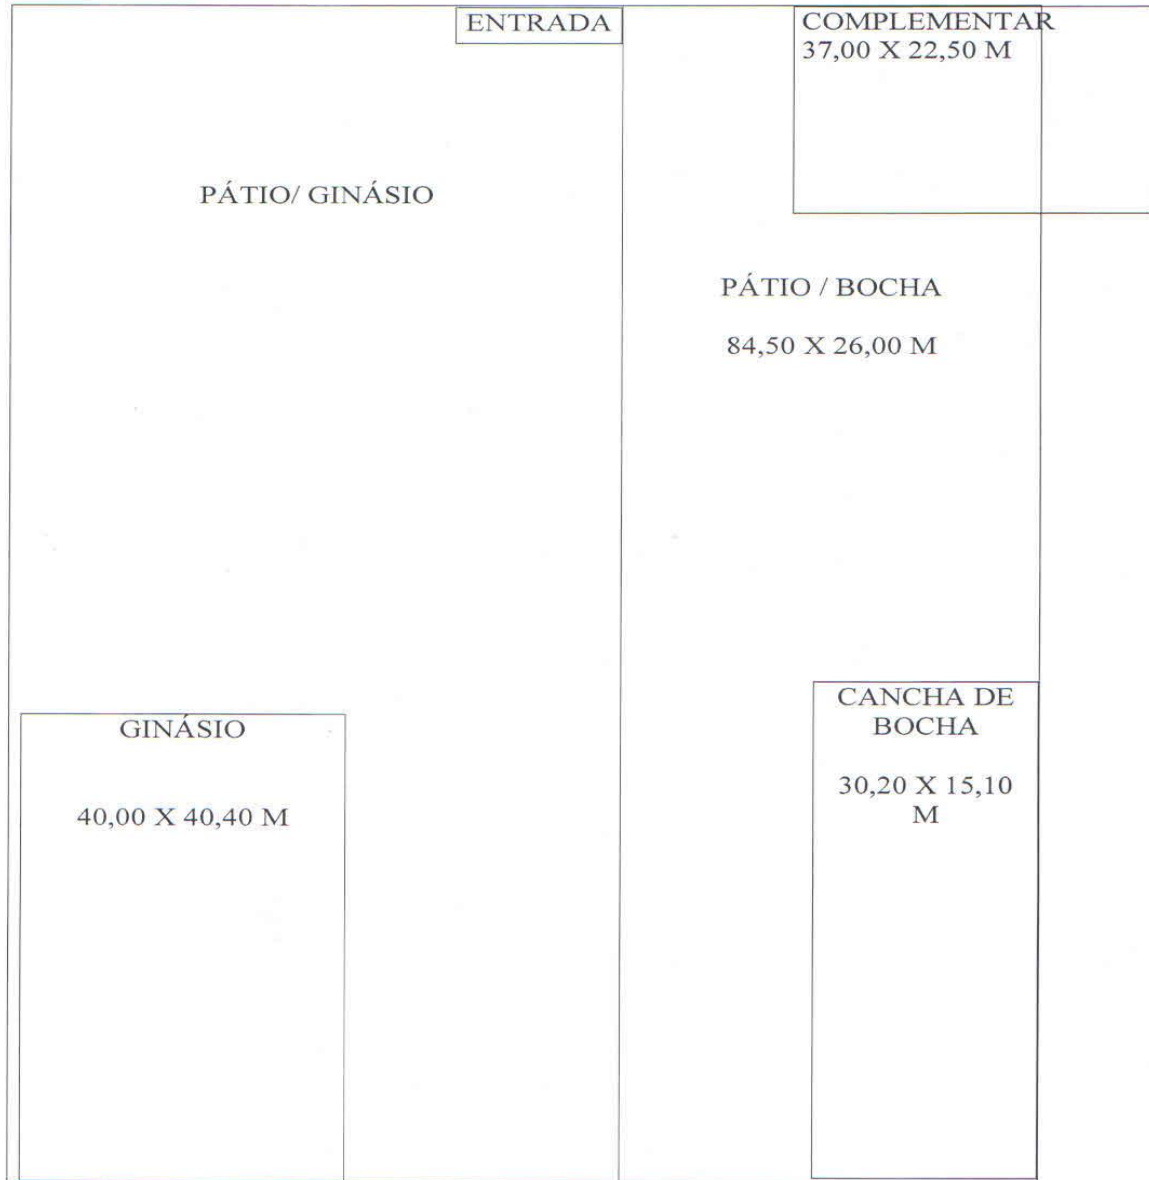 ENTRADA
COMPLEMENTAR
37,00 X 22,50 M
PÁTIO/ GINÁSIO
PÁTIO / BOCHA
84,50 X 26,00 M
GINÁSIO
40,00 X 40,40 M
CANCHA DE
BOCHA
30,20 X 15,10
M